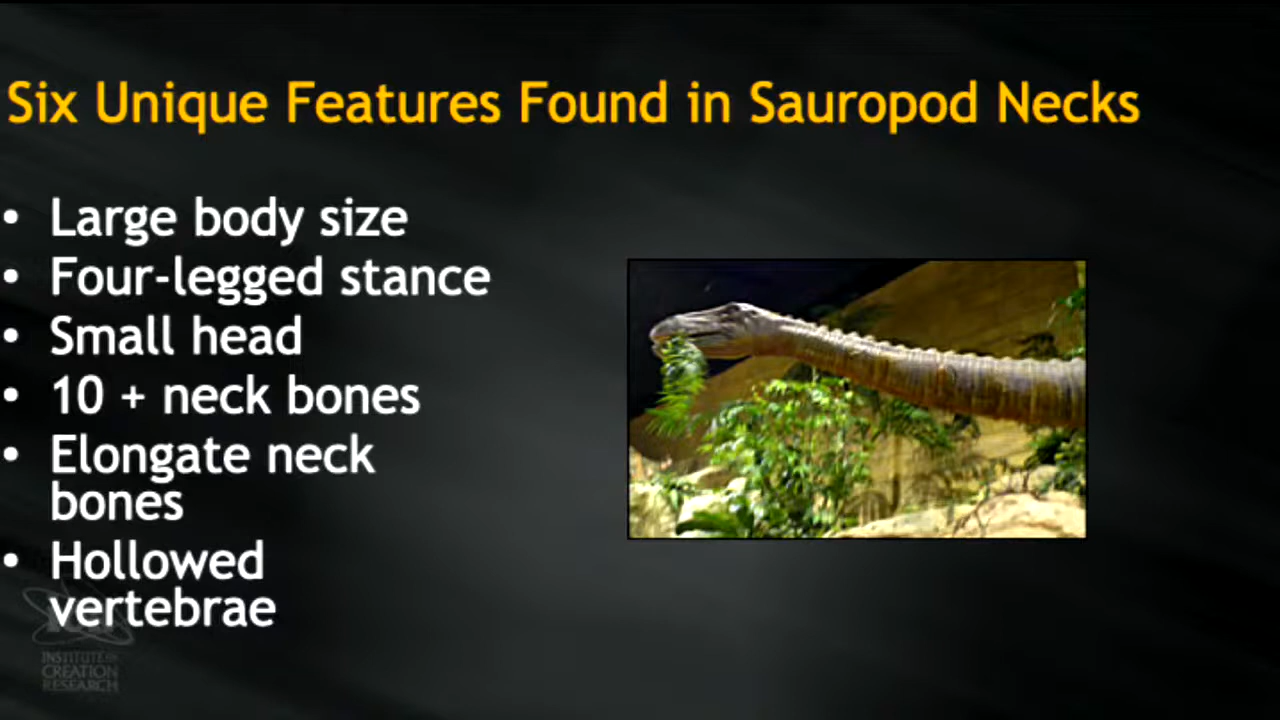 Six Unique Features Found in Sauropod Necks
• Large body size
• Four-legged stance
• Small head
• 10 + neck bones
• Elongate neck
bones
• Hollowed
vertebrae
INSTITUTE for
CREATION
RESEARCH